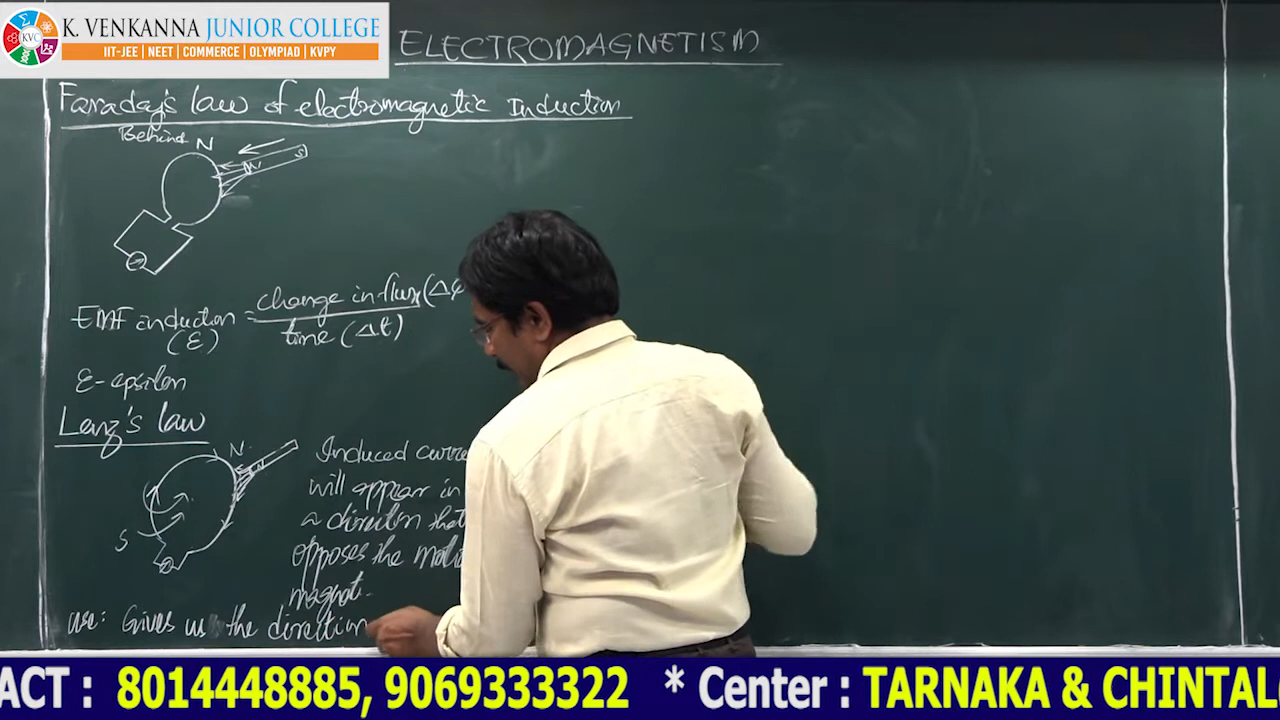 K. VENKANNA JUNIOR COLLEGE
KVC
IIT-JEE | NEET | COMMERCE | OLYMPIAD | KVPY
ELECTROMAGNETISM
Faraday's law of electromagnetic Induction
Behind N
N S
EMF induction = change in flux (Δφ
(ε) time (Δt)
ε - epsilon
Lenz's law
N
S
Induced curre
will appear in
a direction that
opposes the
magnet.
use: Gives us the direction
ACT : 8014448885, 9069333322 * Center : TARNAKA & CHINTAL